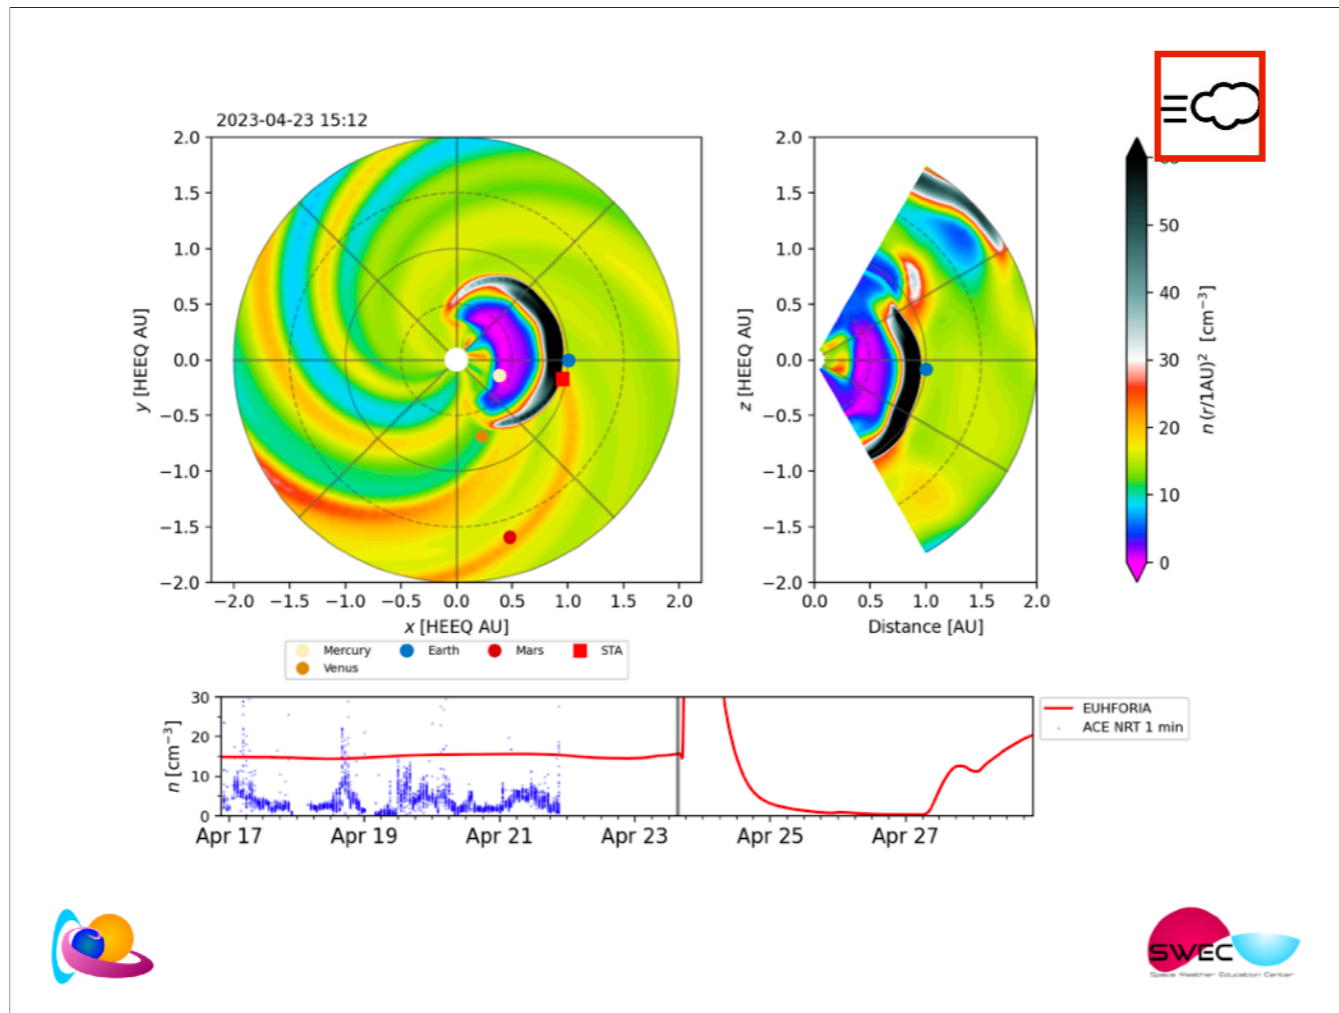 2023-04-23 15:12
2.0
1.5
1.0
0.5
0.0
−0.5
−1.0
−1.5
−2.0
y [HEEQ AU]
−2.0 −1.5 −1.0 −0.5 0.0 0.5 1.0 1.5 2.0
x [HEEQ AU]
Mercury Earth Mars STA
Venus
2.0
1.5
1.0
0.5
0.0
−0.5
−1.0
−1.5
−2.0
z [HEEQ AU]
0.0 0.5 1.0 1.5 2.0
Distance [AU]
50
40
30
20
10
0
n (r/1AU)² [cm⁻³]
30
20
10
0
n [cm⁻³]
Apr 17 Apr 19 Apr 21 Apr 23 Apr 25 Apr 27
EUHFORIA
ACE NRT 1 min
SWEC
Space Weather Education Center